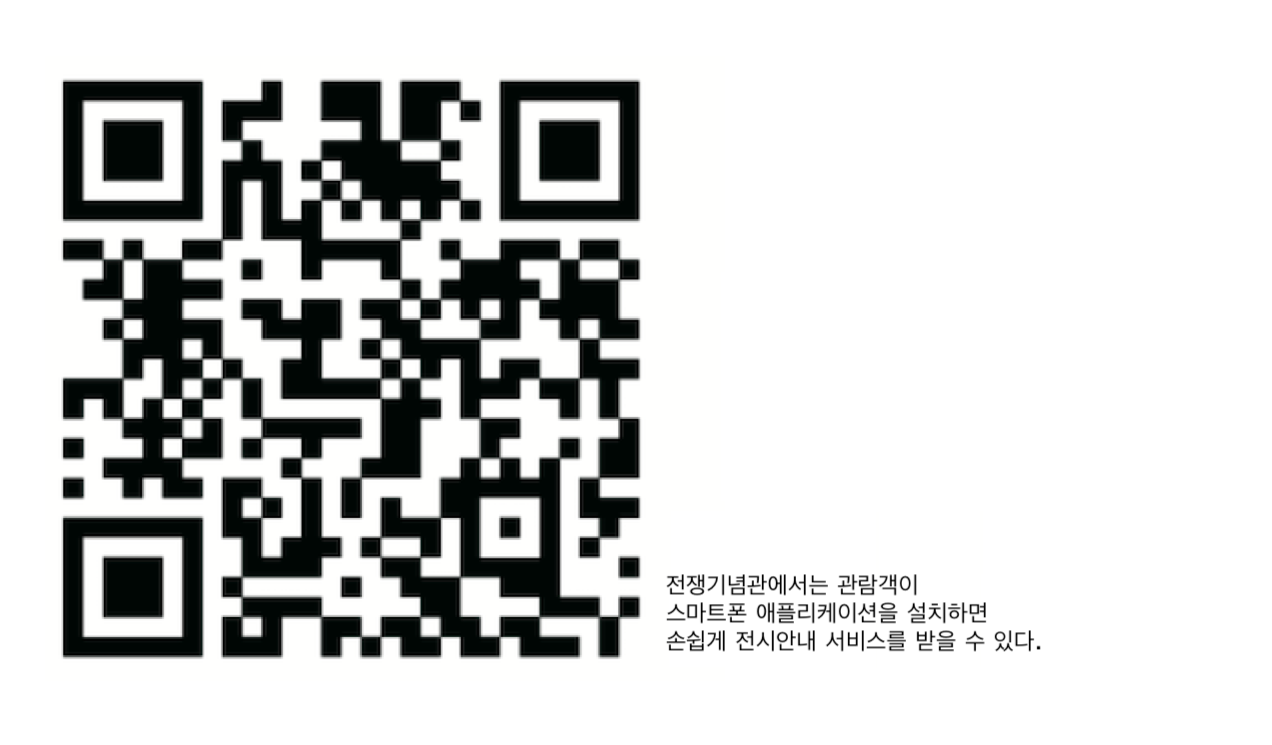 전쟁기념관에서는 관람객이
스마트폰 애플리케이션을 설치하면
손쉽게 전시안내 서비스를 받을 수 있다.